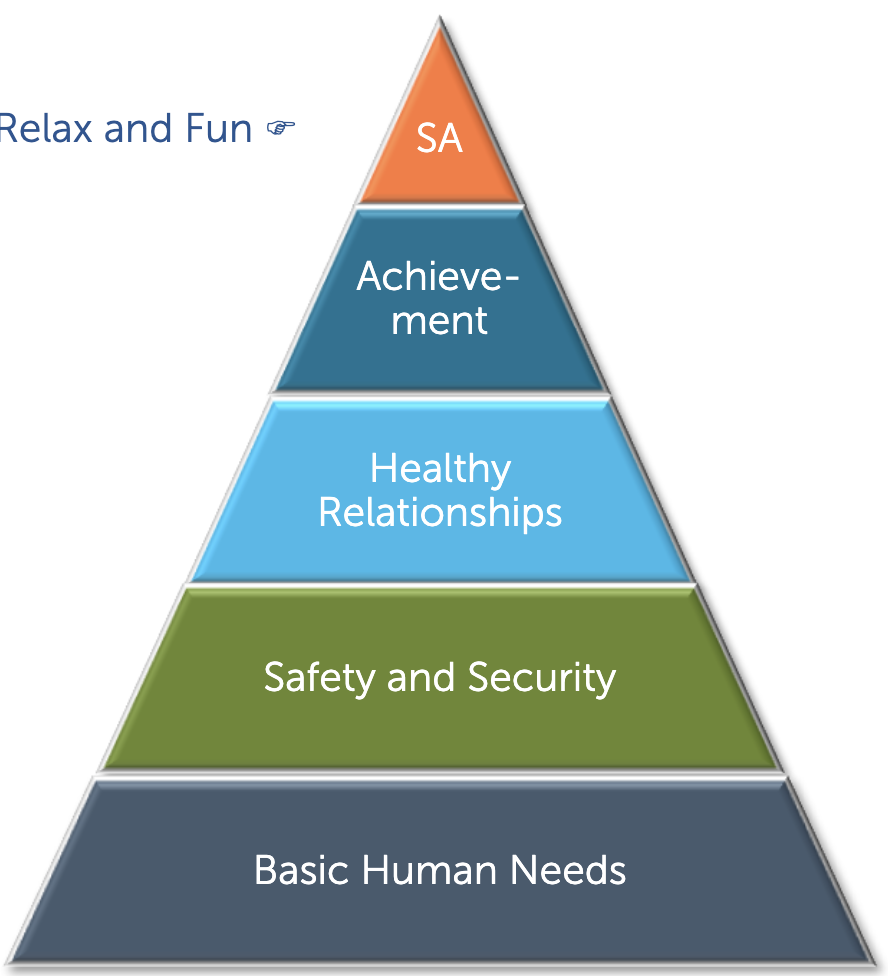 Relax and Fun ☞
SA
Achieve-
ment
Healthy
Relationships
Safety and Security
Basic Human Needs